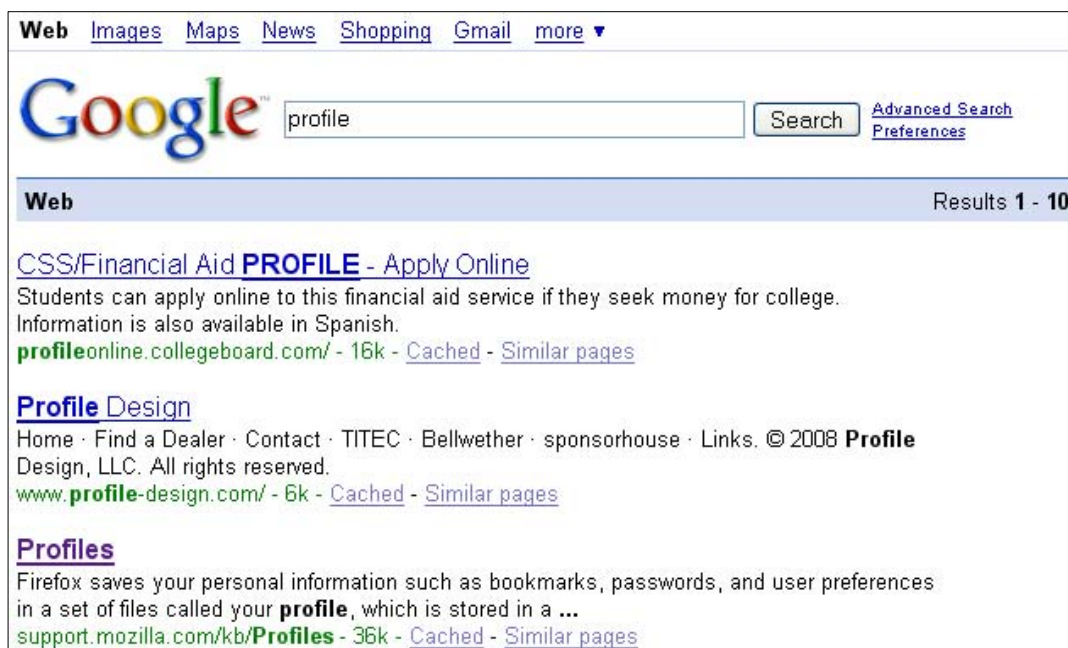 Web Images Maps News Shopping Gmail more ▼
Google™ profile Search Advanced Search
Preferences
Web Results 1 - 10
CSS/Financial Aid PROFILE - Apply Online
Students can apply online to this financial aid service if they seek money for college.
Information is also available in Spanish.
profileonline.collegeboard.com/ - 16k - Cached - Similar pages
Profile Design
Home · Find a Dealer · Contact · TITEC · Bellwether · sponsorhouse · Links. © 2008 Profile
Design, LLC. All rights reserved.
www.profile-design.com/ - 6k - Cached - Similar pages
Profiles
Firefox saves your personal information such as bookmarks, passwords, and user preferences
in a set of files called your profile, which is stored in a ...
support.mozilla.com/kb/Profiles - 36k - Cached - Similar pages